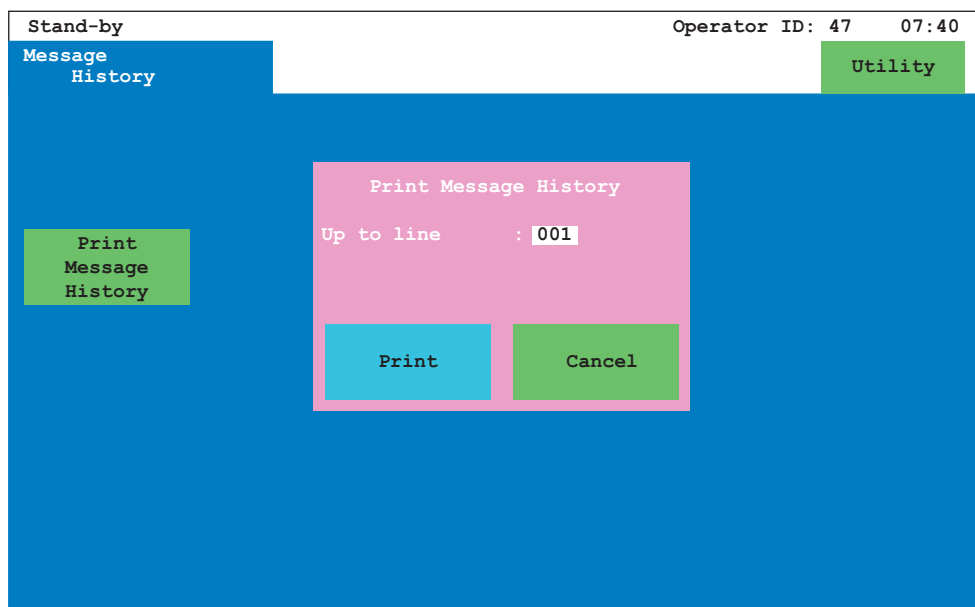 Stand-by Operator ID: 47 07:40
Message
History
Utility
Print Message History
Up to line : 001
Print
Message
History
Print Cancel